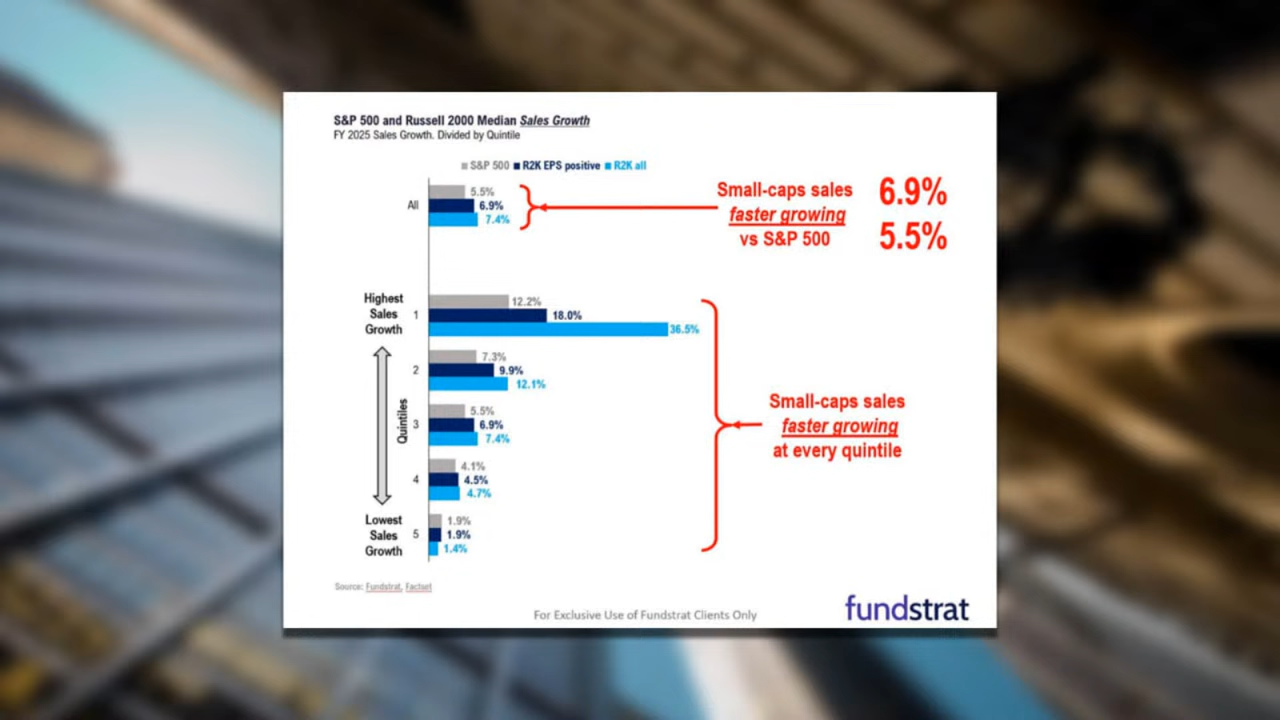 S&P 500 and Russell 2000 Median Sales Growth
FY 2025 Sales Growth. Divided by Quintile
S&P 500 R2K EPS positive R2K all
All
5.5%
6.9%
7.4%
Small-caps sales
faster growing
vs S&P 500
6.9%
5.5%
Highest
Sales
Growth
1
12.2%
18.0%
36.5%
2
7.3%
9.9%
12.1%
Quintiles
3
5.5%
6.9%
7.4%
4
4.1%
4.5%
4.7%
Lowest
Sales
Growth
5
1.9%
1.9%
1.4%
Small-caps sales
faster growing
at every quintile
Source: Fundstrat, Factset
For Exclusive Use of Fundstrat Clients Only
fundstrat